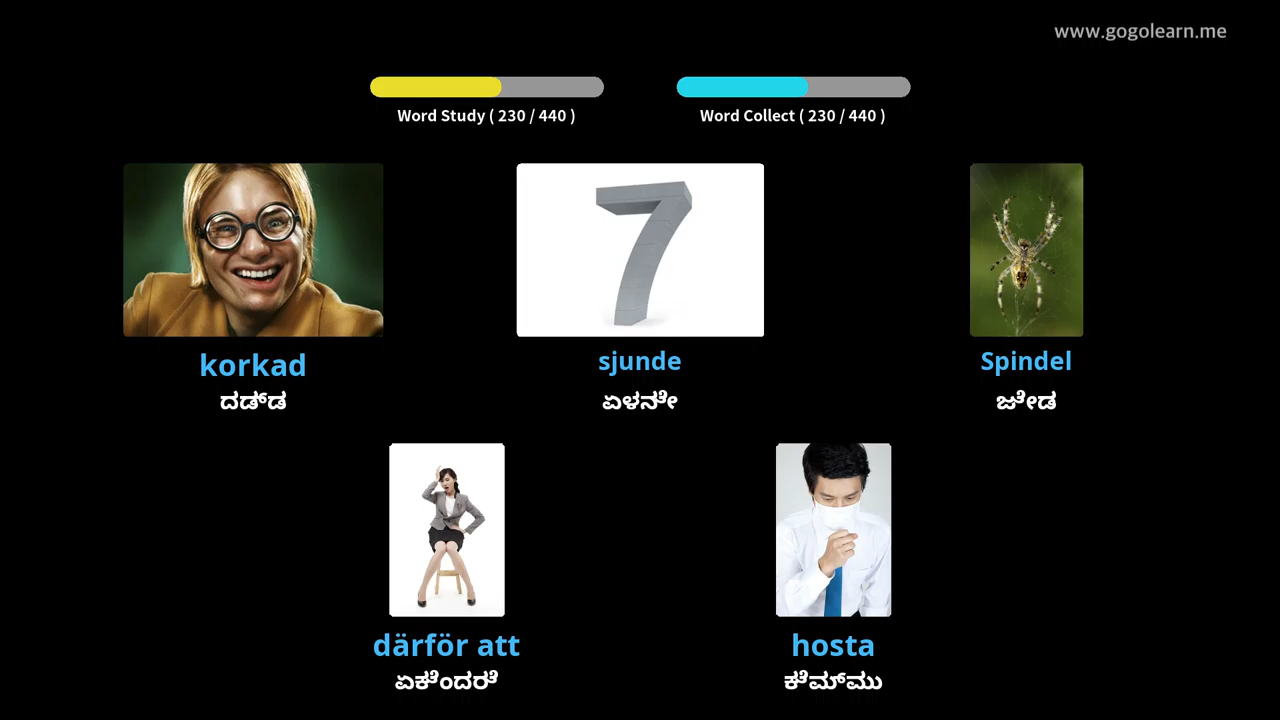 www.gogolearn.me
Word Study ( 230 / 440 )
Word Collect ( 230 / 440 )
korkad
ದಡ್ಡ
sjunde
ಏಳನೇ
Spindel
ಜೇಡ
därför att
ಏಕೆಂದರೆ
hosta
ಕೆಮ್ಮು